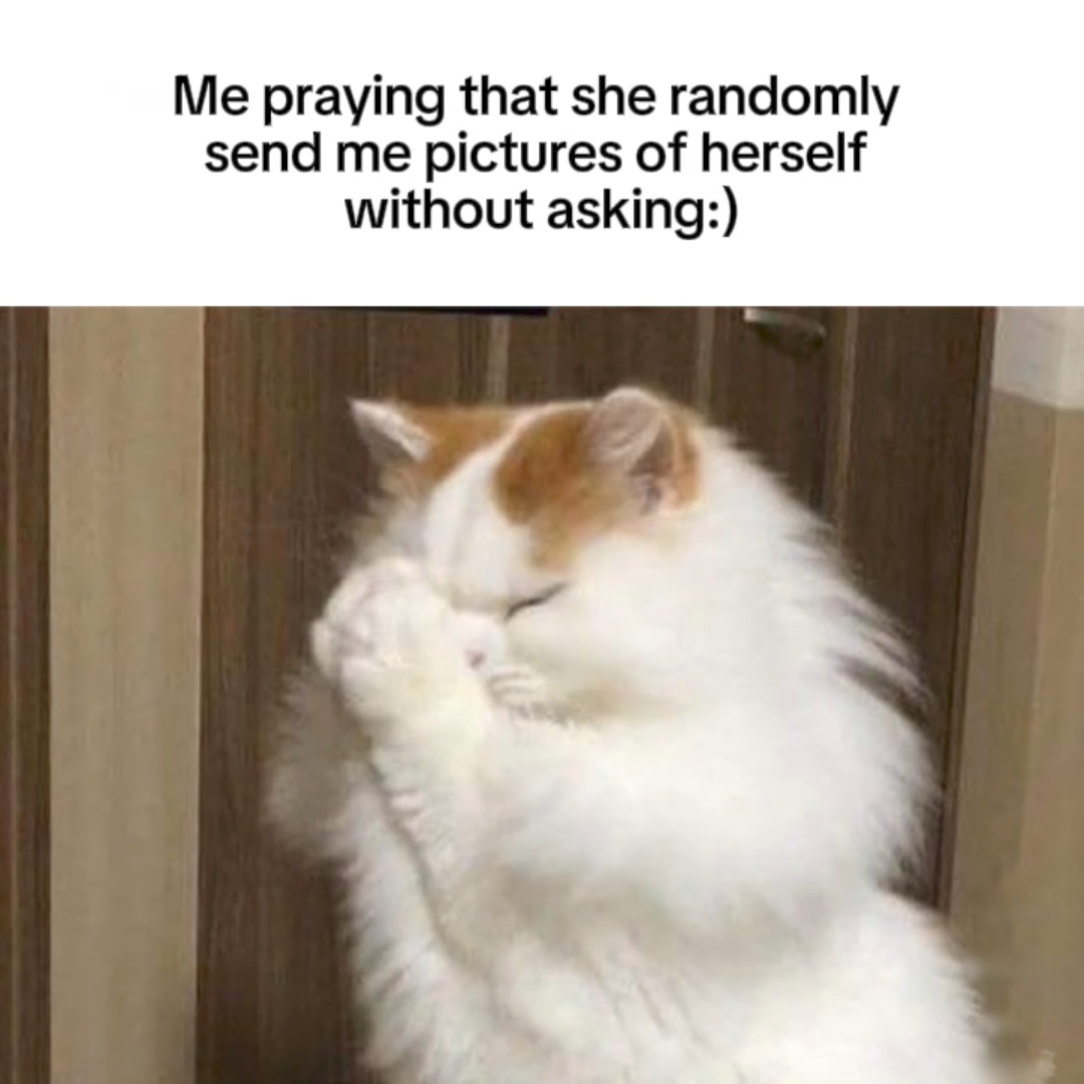 Me praying that she randomly
send me pictures of herself
without asking:)